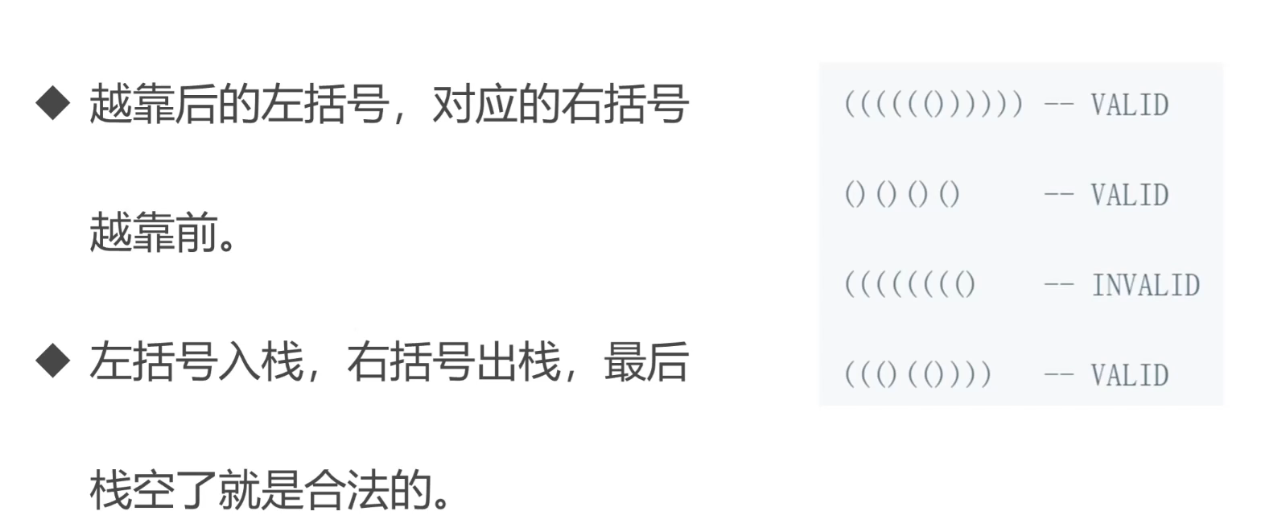 ◆ 越靠后的左括号，对应的右括号
越靠前。
◆ 左括号入栈，右括号出栈，最后
栈空了就是合法的。
((((((()))))) -- VALID
()()()() -- VALID
(((((((() -- INVALID
((()(()))) -- VALID